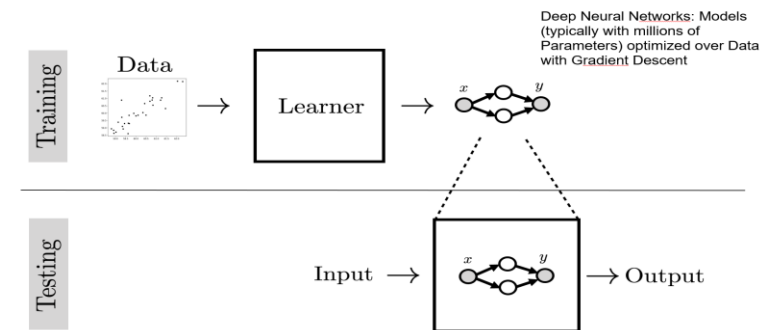 Deep Neural Networks: Models
(typically with millions of
Parameters) optimized over Data
with Gradient Descent
Training
Data
Learner
x
y
Testing
Input
x
y
Output